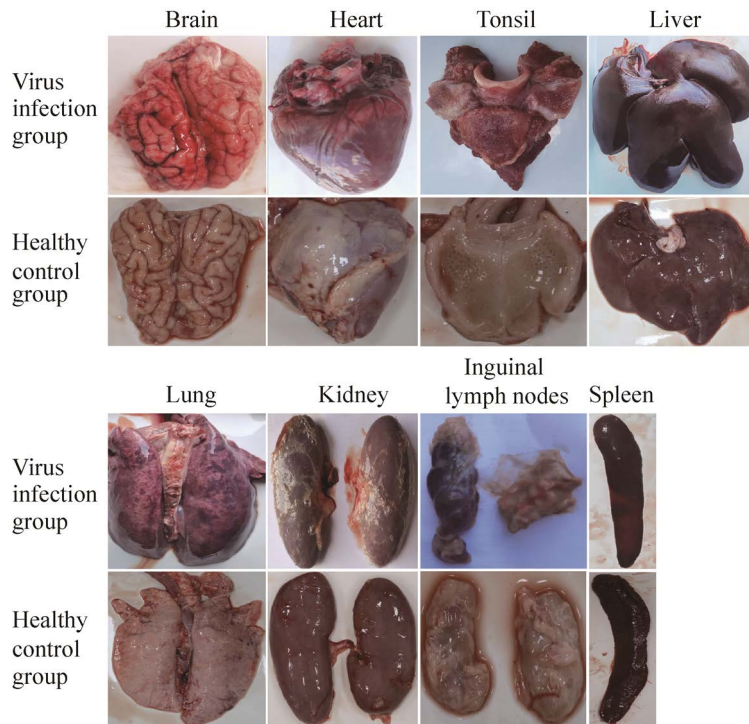 Brain Heart Tonsil Liver
Virus
infection
group
Healthy
control
group
Lung Kidney Inguinal
lymph nodes Spleen
Virus
infection
group
Healthy
control
group